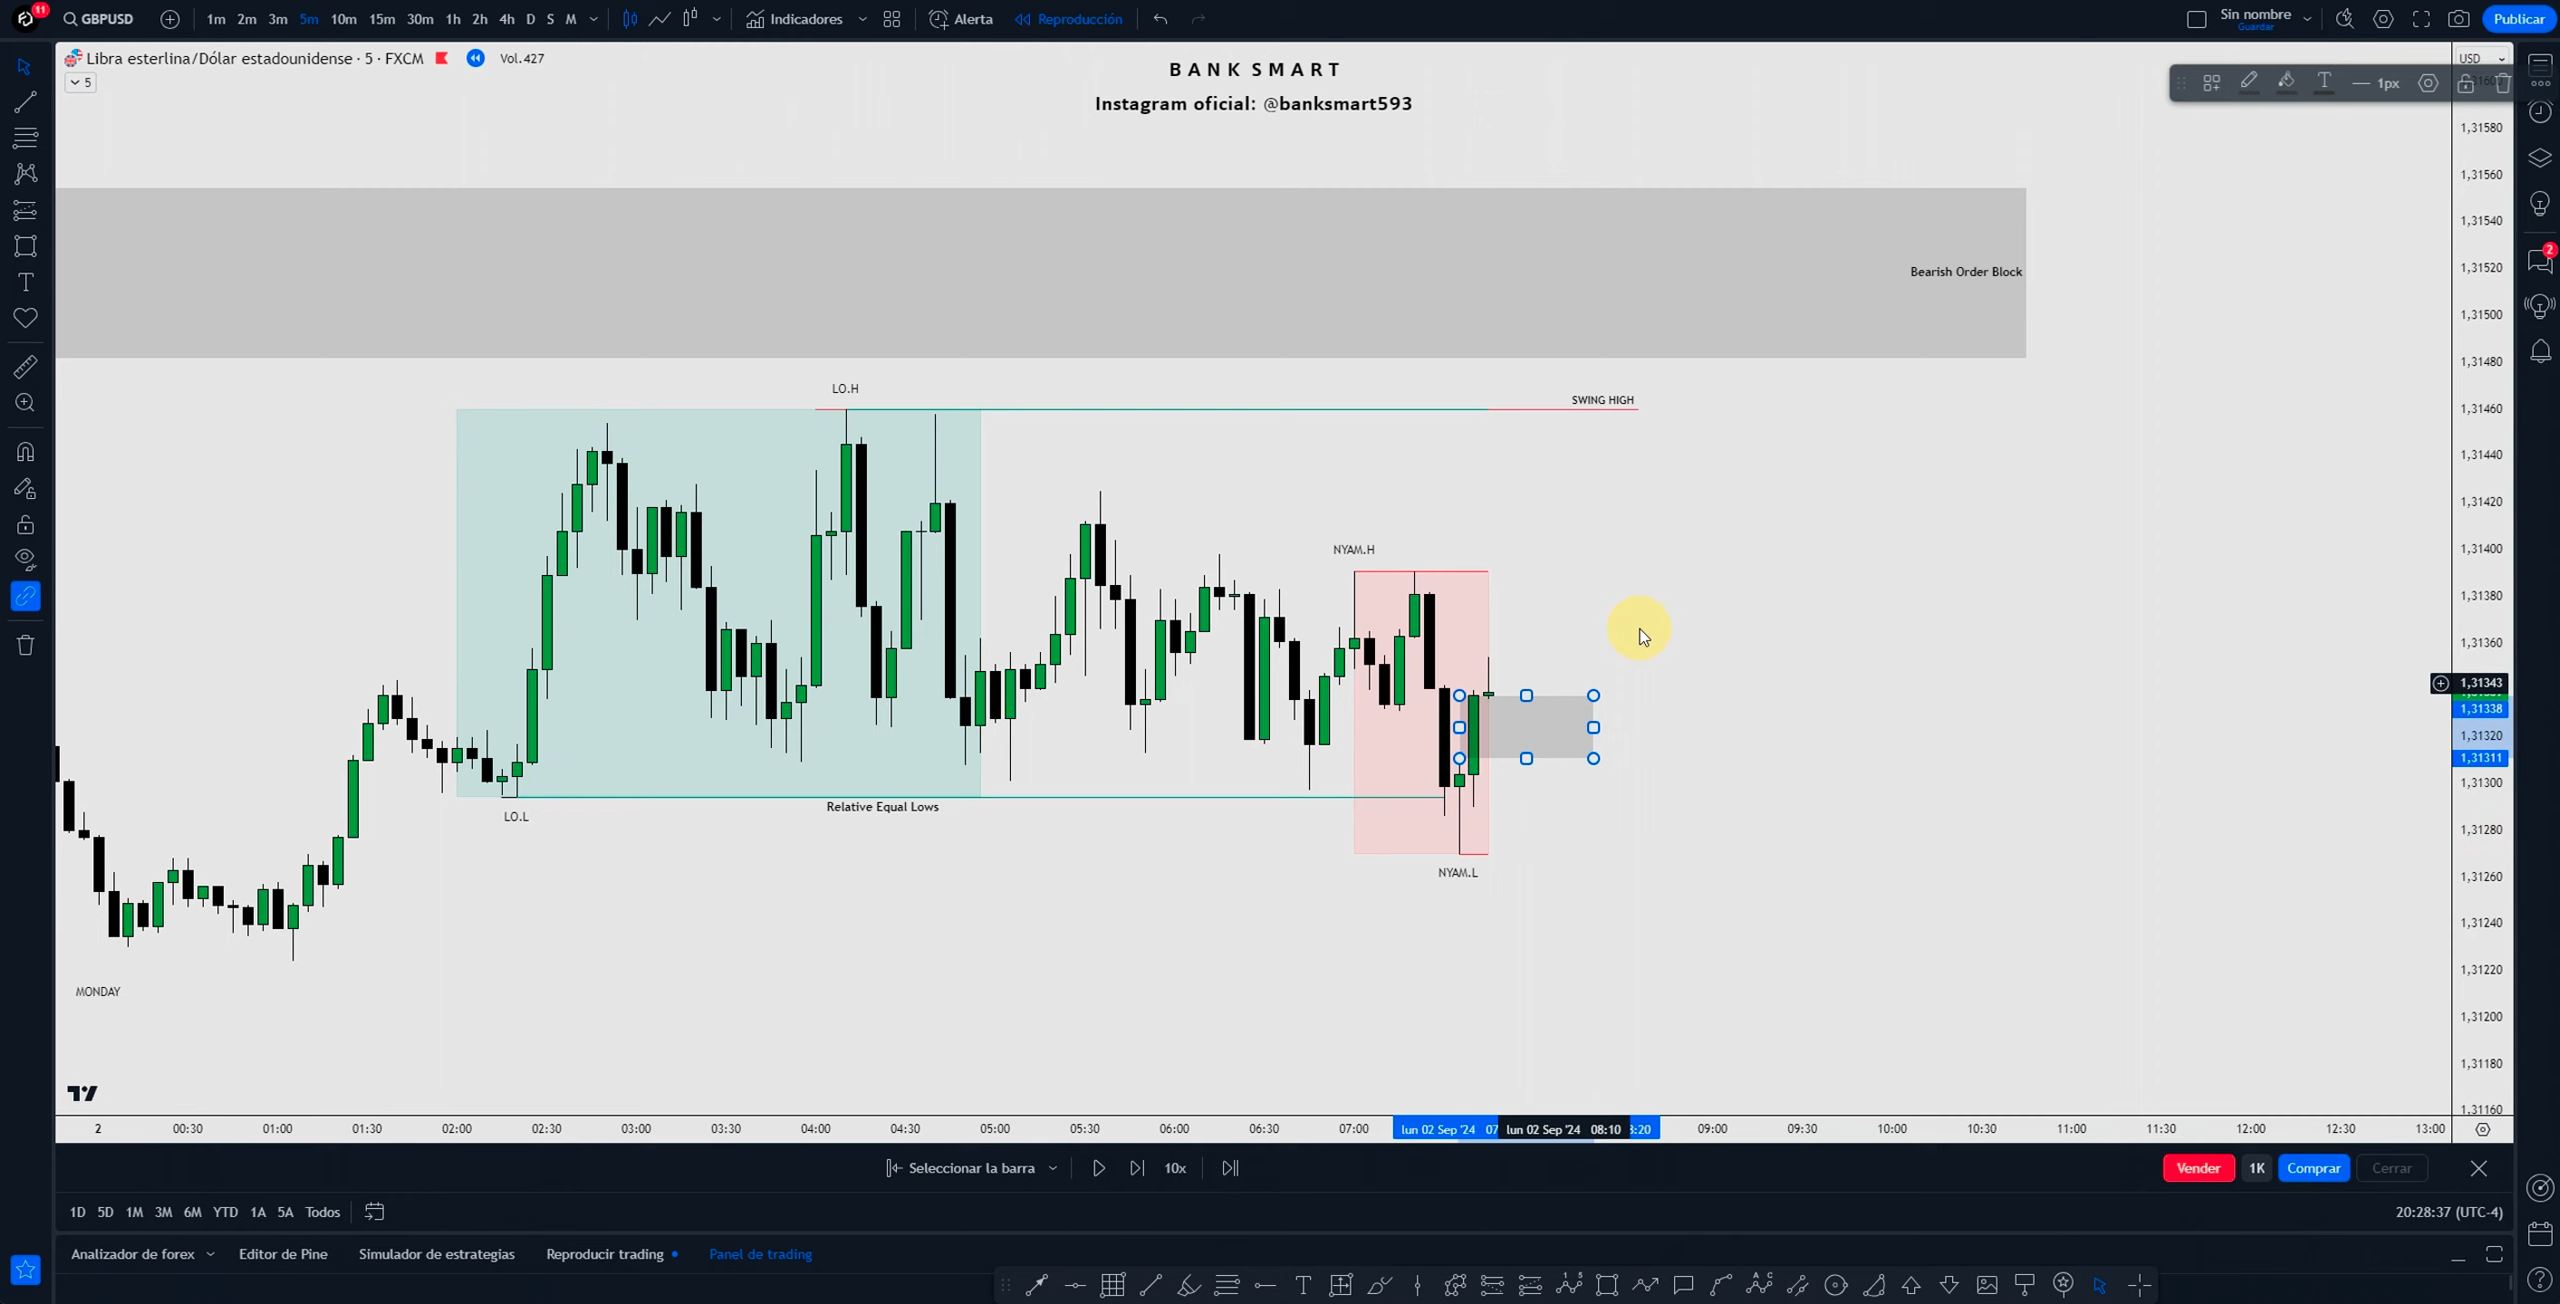 11
GBPUSD
1m 2m 3m 5m 10m 15m 30m 1h 2h 4h D S M
Indicadores
Alerta
Reproducción
Sin nombre
Guardar
Publicar
Libra esterlina/Dólar estadounidense · 5 · FXCM
Vol.427
5
BANK SMART
Instagram oficial: @banksmart593
USD
1px
1,31580
1,31560
1,31540
1,31520
1,31500
1,31480
1,31460
1,31440
1,31420
1,31400
1,31380
1,31360
1,31343
1,31338
1,31320
1,31311
1,31300
1,31280
1,31260
1,31240
1,31220
1,31200
1,31180
1,31160
2
Bearish Order Block
LO.H
SWING HIGH
NYAM.H
Relative Equal Lows
LO.L
NYAM.L
MONDAY
2 00:30 01:00 01:30 02:00 02:30 03:00 03:30 04:00 04:30 05:00 05:30 06:00 06:30 07:00 lun 02 Sep '24 07 lun 02 Sep '24 08:10 3:20 09:00 09:30 10:00 10:30 11:00 11:30 12:00 12:30 13:00
Seleccionar la barra
10x
Vender
1K
Comprar
Cerrar
1D 5D 1M 3M 6M YTD 1A 5A Todos
20:28:37 (UTC-4)
Analizador de forex
Editor de Pine
Simulador de estrategias
Reproducir trading
Panel de trading